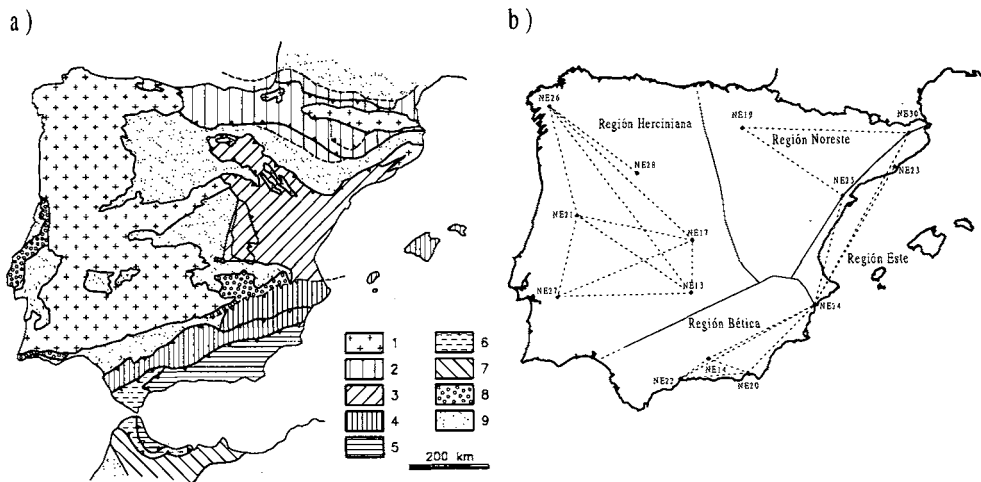 a)
b)
1
2
3
4
5
6
7
8
9
200 km
NE26
Región Herciniana
NE19
NE30
Región Noreste
NE28
NE23
NE25
NE21
NE17
Región Este
NE27
NE13
NE24
Región Bética
NE14
NE22
NE20